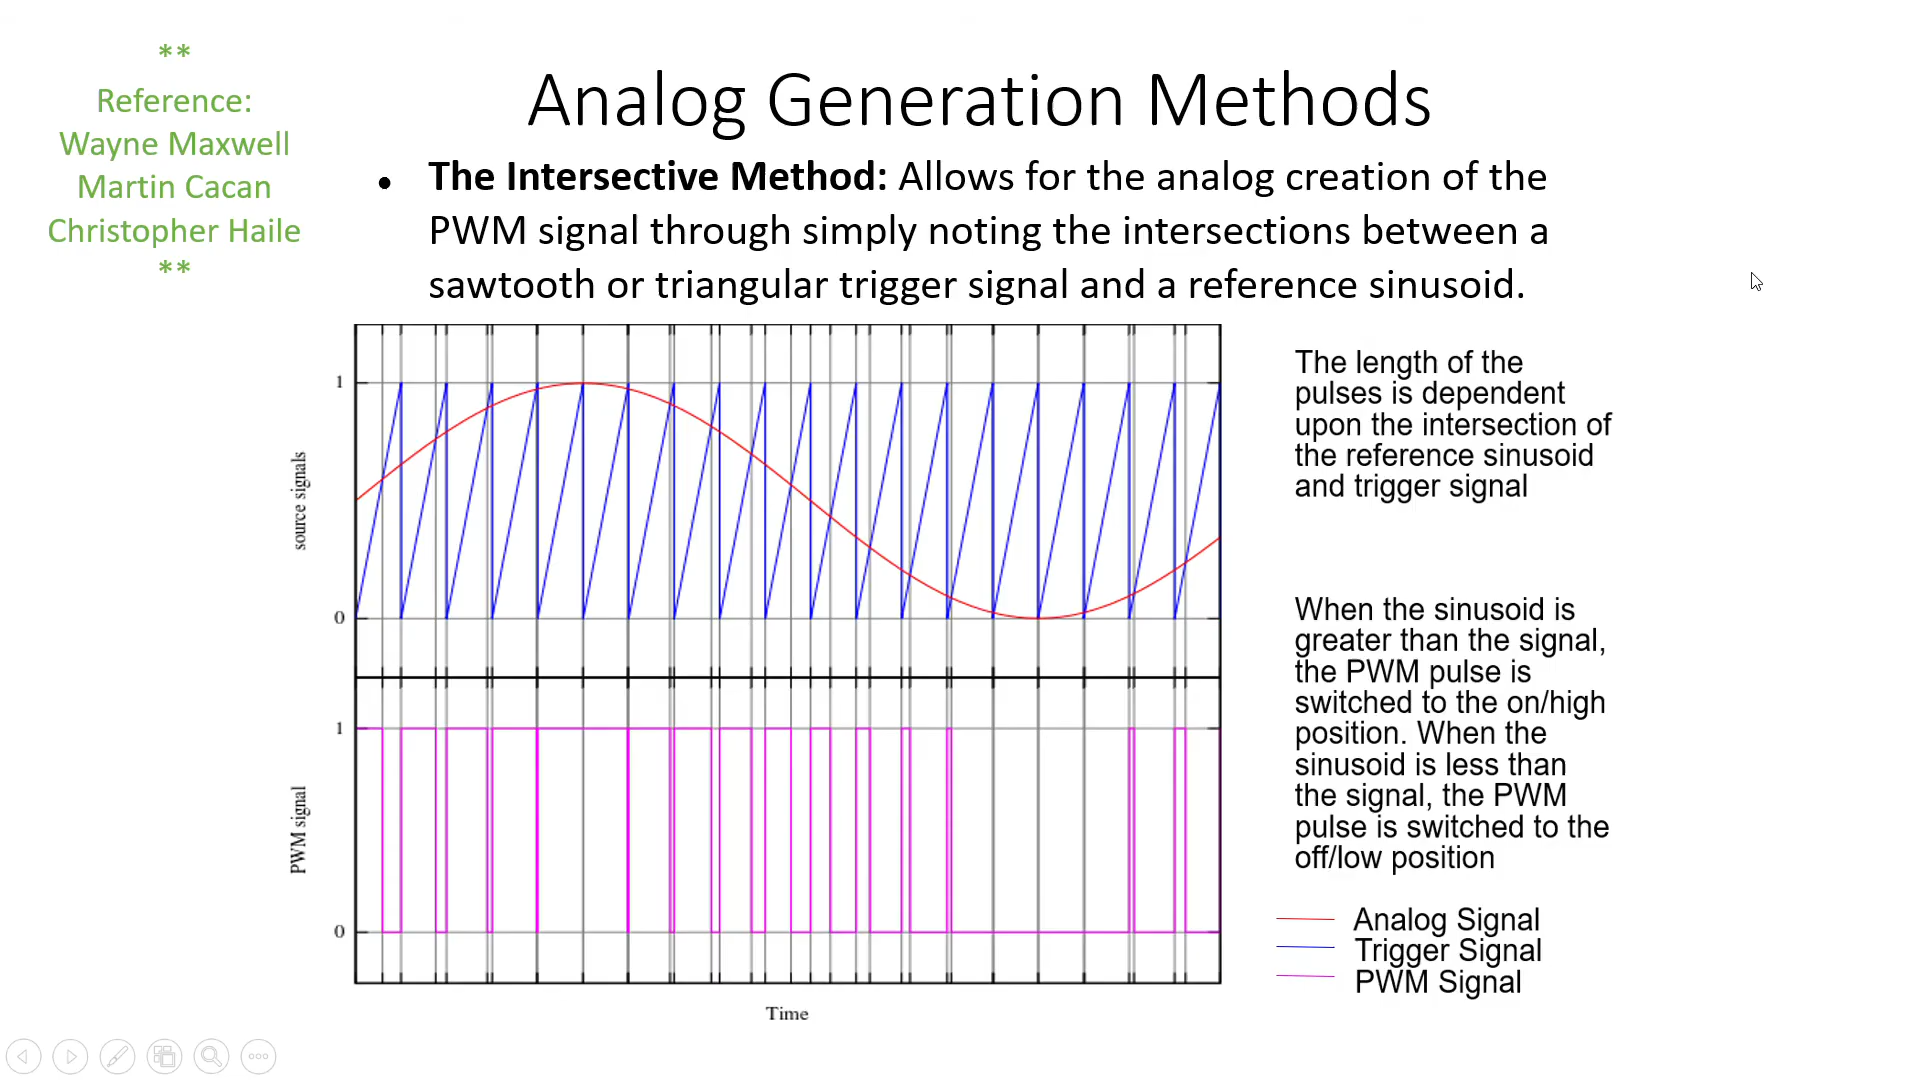 **
Reference:
Wayne Maxwell
Martin Cacan
Christopher Haile
**
Analog Generation Methods
• The Intersective Method: Allows for the analog creation of the
PWM signal through simply noting the intersections between a
sawtooth or triangular trigger signal and a reference sinusoid.
1
source signals
0
1
PWM signal
0
Time
The length of the
pulses is dependent
upon the intersection of
the reference sinusoid
and trigger signal
When the sinusoid is
greater than the signal,
the PWM pulse is
switched to the on/high
position. When the
sinusoid is less than
the signal, the PWM
pulse is switched to the
off/low position
Analog Signal
Trigger Signal
PWM Signal